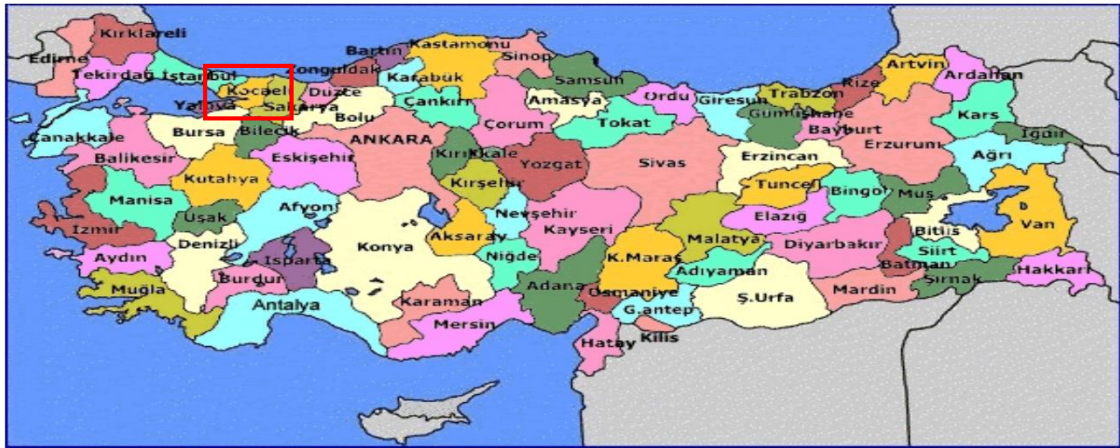 Kırklareli
Edirne
Tekirdağ
İstanbul
Kocaeli
Yalova
Sakarya
Düzce
Zonguldak
Bartın
Karabük
Kastamonu
Sinop
Samsun
Ordu
Giresun
Trabzon
Rize
Artvin
Ardahan
Kars
Iğdır
Gümüşhane
Bayburt
Erzurum
Ağrı
Çanakkale
Balikesir
Bursa
Bilecik
Bolu
Çankırı
ANKARA
Çorum
Amasya
Tokat
Eskişehir
Kutahya
Kırıkkale
Yozgat
Sivas
Erzincan
Tunceli
Bingöl
Muş
Van
Bitlis
Manisa
Uşak
Afyon
Kırşehir
Nevşehir
Kayseri
Malatya
Elazığ
Diyarbakır
Batman
Siirt
Şırnak
Hakkari
İzmir
Aydın
Denizli
Isparta
Burdur
Konya
Aksaray
Niğde
K.Maraş
Adıyaman
Mardin
Muğla
Antalya
Karaman
Mersin
Adana
Osmaniye
G.antep
Ş.Urfa
Hatay
Kilis